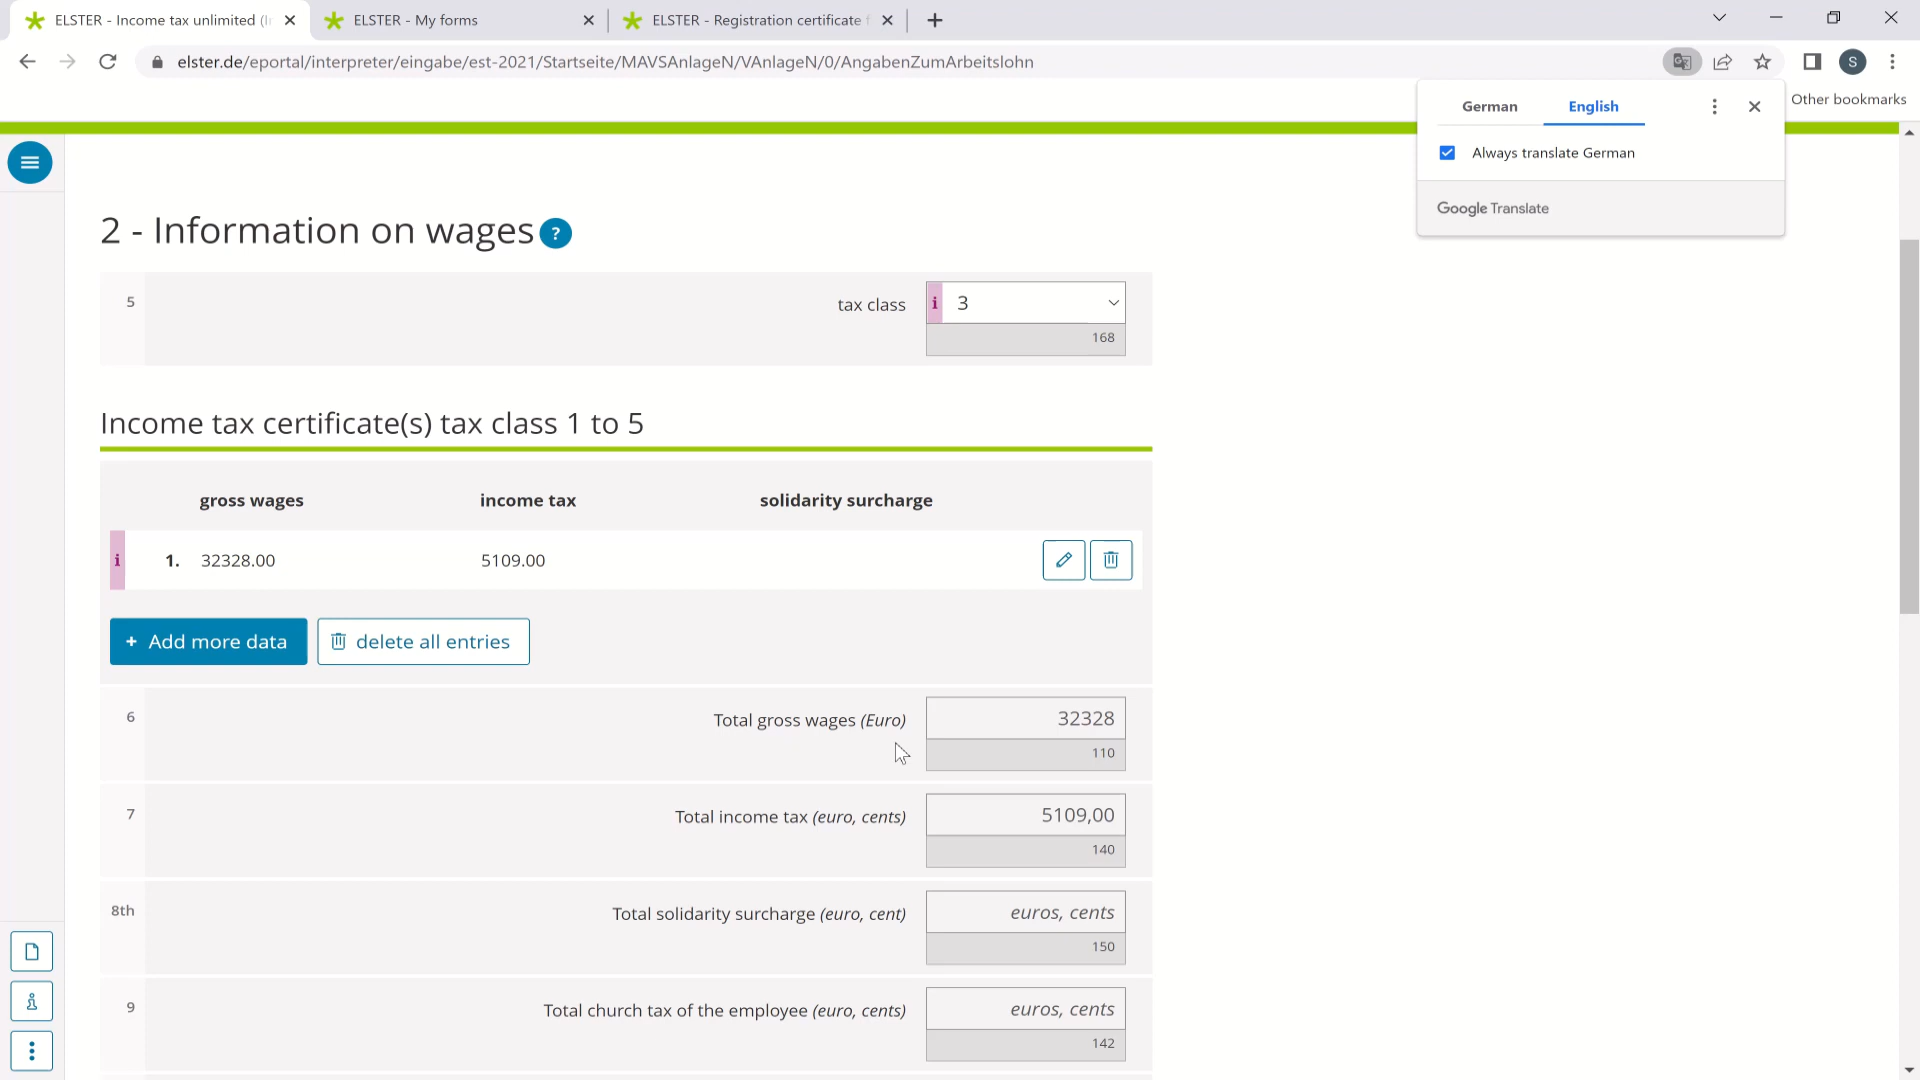 ELSTER - Income tax unlimited (I
ELSTER - My forms
ELSTER - Registration certificate f
elster.de/eportal/interpreter/eingabe/est-2021/Startseite/MAVSAnlageN/VAnlageN/0/AngabenZumArbeitslohn
S
Other bookmarks
German
English
Always translate German
Google Translate
2 - Information on wages ?
5
tax class
i
3
168
Income tax certificate(s) tax class 1 to 5
gross wages income tax solidarity surcharge
i 1. 32328.00 5109.00
+ Add more data
delete all entries
6
Total gross wages (Euro)
32328
110
7
Total income tax (euro, cents)
5109,00
140
8th
Total solidarity surcharge (euro, cent)
euros, cents
150
9
Total church tax of the employee (euro, cents)
euros, cents
142